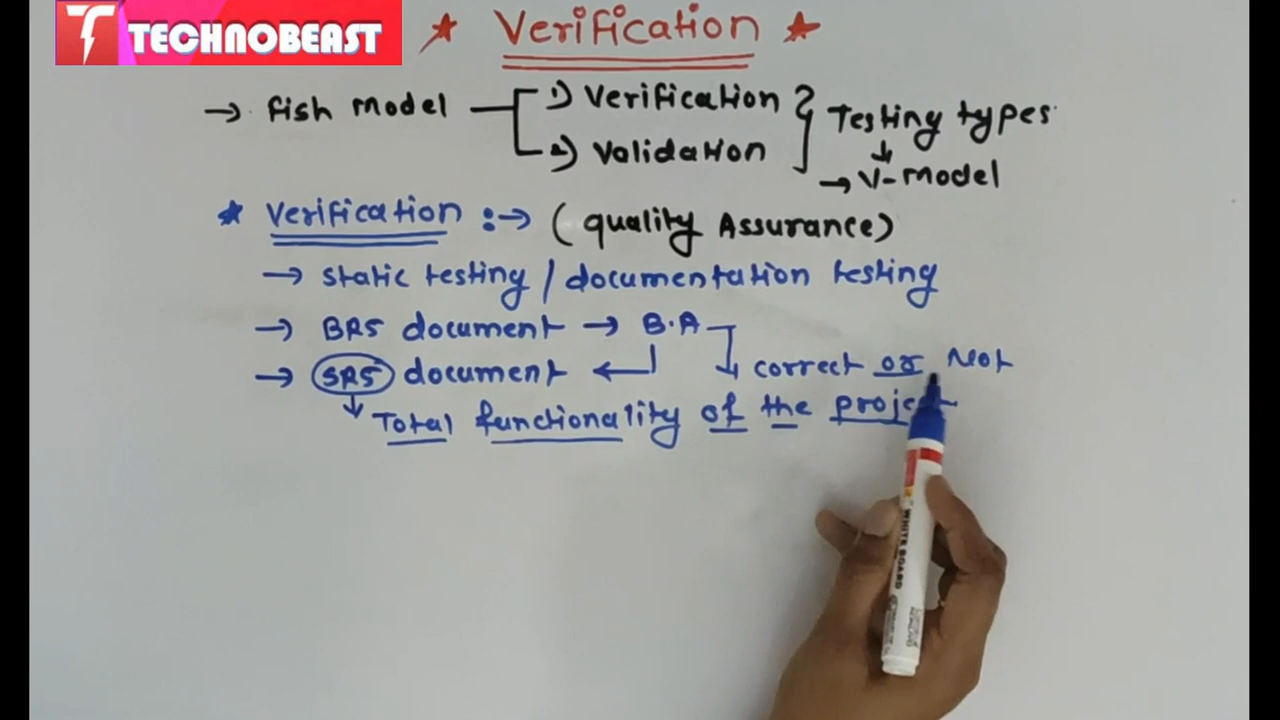 TECHNOBEAST
★ Verification ★
→ fish model 1) Verification
2) Validation
Testing types
↓
→ V-model
★ Verification :→ (quality Assurance)
→ static testing / documentation testing
→ BRS document → B.A
→ SRS document ← ↳ correct or Not
↓ Total functionality of the project
WHITE BOARD